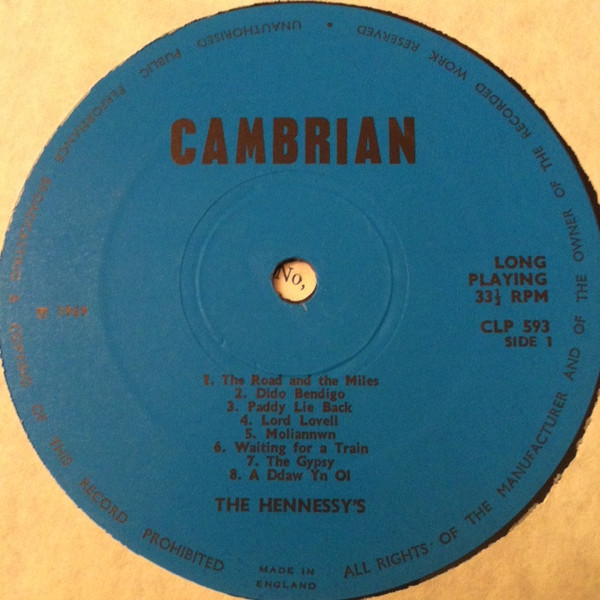 CAMBRIAN
No,
LONG
PLAYING
33⅓ RPM
CLP 593
SIDE 1
℗ 1969
1. The Road and the Miles
2. Dido Bendigo
3. Paddy Lie Back
4. Lord Lovell
5. Moliannwn
6. Waiting for a Train
7. The Gypsy
8. A Ddaw Yn Ol
THE HENNESSY'S
MADE IN
ENGLAND
ALL RIGHTS OF THE MANUFACTURER AND OF THE OWNER OF THE RECORDED WORK RESERVED • UNAUTHORISED PUBLIC PERFORMANCE BROADCASTING & COPYING OF THIS RECORD PROHIBITED